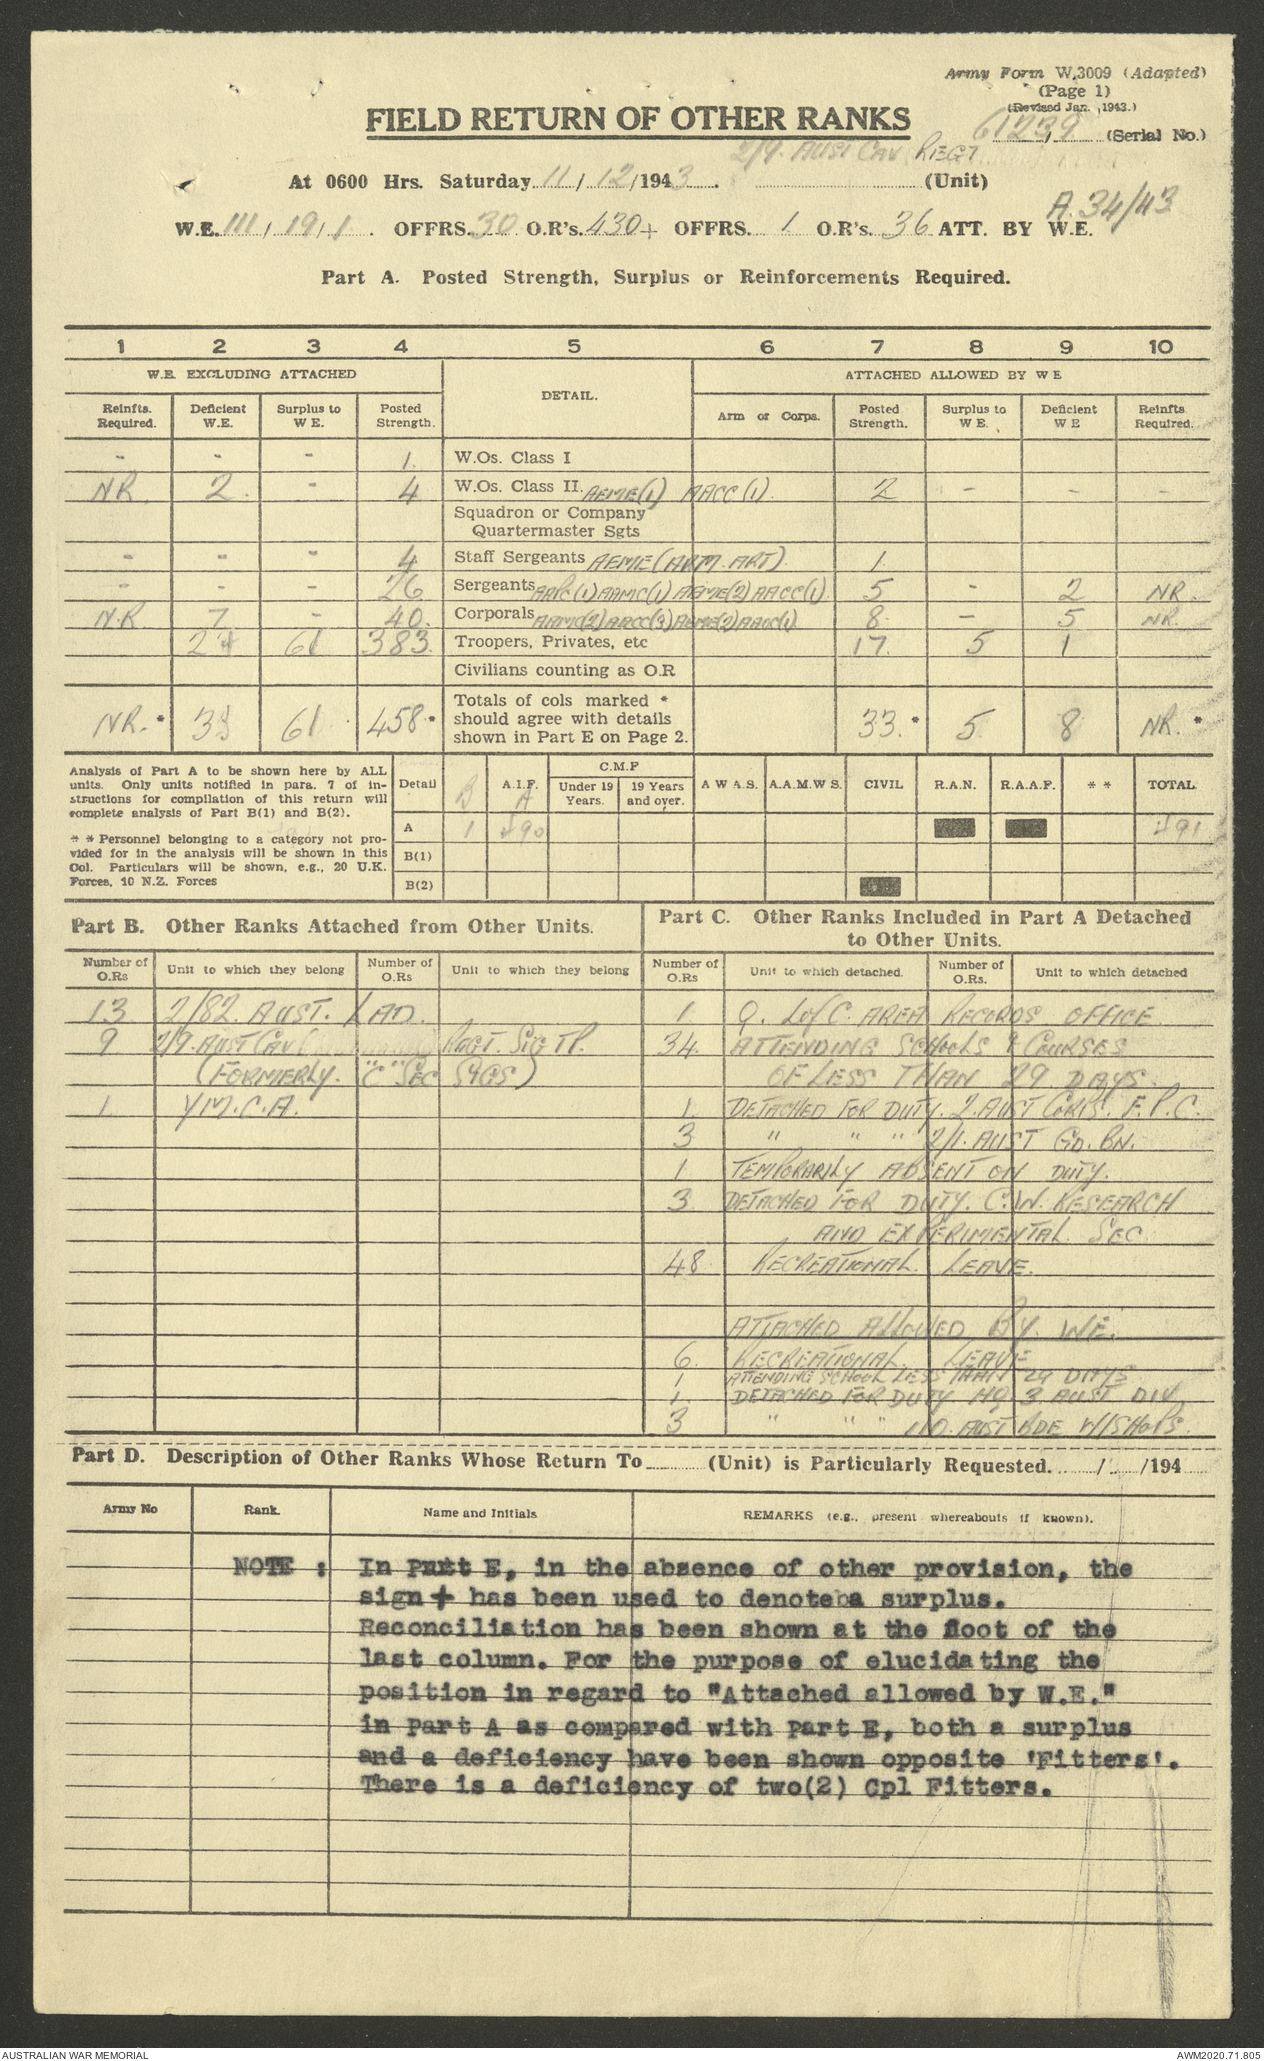 Army Form W.3009 (Adapted)
(Page 1)
(Revised Jan. 1943.)
FIELD RETURN OF OTHER RANKS
61239 (Serial No.)
2/9. AUST CAV REGT
At 0600 Hrs. Saturday 11/12/1943. (Unit)
A.34/43
W.E. III/19/1. OFFRS. 30 O.R's. 430+ OFFRS. 1 O.R's. 36 ATT. BY W.E.
Part A. Posted Strength, Surplus or Reinforcements Required.
1 2 3 4 5 6 7 8 9 10
W.E. EXCLUDING ATTACHED DETAIL. ATTACHED ALLOWED BY W E
Reinfts. Required. Deficient W.E. Surplus to W E. Posted Strength. Arm or Corps. Posted Strength. Surplus to W E. Deficient W E Reinfts Required.
- - - 1. W.Os. Class I
NR. 2. - 4 W.Os. Class II. AEME(1) AACC(1). 2 - - -
Squadron or Company
Quartermaster Sgts
- - - 4 Staff Sergeants AEME (ARM. ART). 1.
- - - 26 Sergeants AAPC(1) AAMC(1) AEME(2) AACC(1) 5 - 2 NR.
NR. 7 - 40. Corporals AAMC(2) AACC(3) AEME(2) AAOC(1) 8. - 5 NR.
24 61 383. Troopers, Privates, etc 17. 5 1
Civilians counting as O.R
NR. * 33 61 458 * Totals of cols marked *
should agree with details
shown in Part E on Page 2. 33. * 5 8 NR. *
Analysis of Part A to be shown here by ALL
units. Only units notified in para. 7 of in-
structions for compilation of this return will
complete analysis of Part B(1) and B(2).
* * Personnel belonging to a category not pro-
vided for in the analysis will be shown in this
Col. Particulars will be shown, e.g., 20 U.K.
Forces, 10 N.Z. Forces
Detail B A.I.F. A C.M.F Under 19 Years. 19 Years and over. A W A S. A.A.M.W S. CIVIL R.A.N. R.A.A.F. * * TOTAL
A 1 490 491
B(1)
B(2)
Part B. Other Ranks Attached from Other Units.
Number of O.Rs Unit to which they belong Number of O.Rs Unit to which they belong
13 2/82 AUST. LAD.
9 2/9. AUST CAV REGT. SIG TP.
(FORMERLY. "C" SEC SIGS)
1 Y.M.C.A.
Part C. Other Ranks Included in Part A Detached
to Other Units.
Number of O.Rs Unit to which detached. Number of O.Rs. Unit to which detached
1 Q. L of C. AREA RECORDS OFFICE
34 ATTENDING SCHOOLS & COURSES
OF LESS THAN 29 DAYS.
1 DETACHED FOR DUTY. 2. AUST CORPS. F.P.C.
3 " " " 2/1. AUST GD. BN.
1 TEMPORARILY ABSENT ON DUTY.
3 DETACHED FOR DUTY. C.W. RESEARCH
AND EXPERIMENTAL SEC
48 RECREATIONAL LEAVE.
ATTACHED ALLOWED BY. W.E.
6. RECREATIONAL. LEAVE
1 ATTENDING SCHOOL LESS THAN 29 DAYS
1 DETACHED FOR DUTY HQ. 3 AUST DIV
3 " " " AUST BDE W/SHOPS.
Part D. Description of Other Ranks Whose Return To (Unit) is Particularly Requested. / /194
Army No Rank. Name and Initials REMARKS (e.g., present whereabouts if known).
NOTE : In Part E, in the absence of other provision, the
sign + has been used to denoteba surplus.
Reconciliation has been shown at the foot of the
last column. For the purpose of elucidating the
position in regard to "Attached allowed by W.E."
in Part A as compared with Part E, both a surplus
and a deficiency have been shown opposite 'Fitters'.
There is a deficiency of two(2) Cpl Fitters.
AUSTRALIAN WAR MEMORIAL
AWM2020.71.805